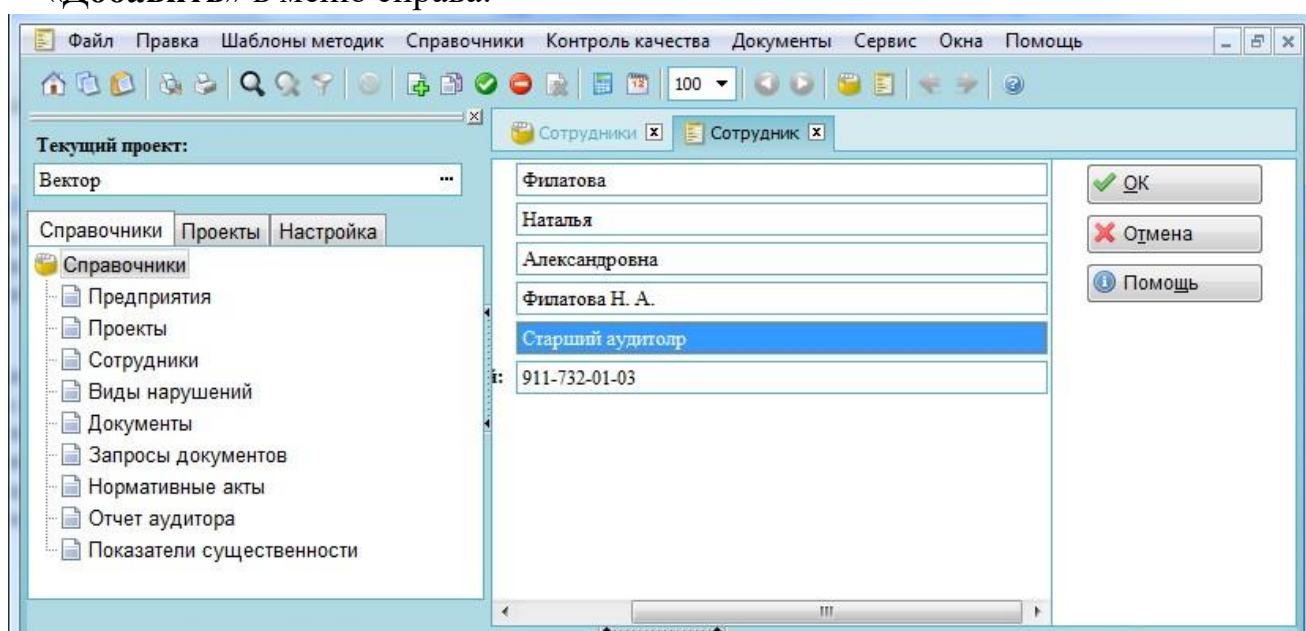 «Добавить» в меню справа.
Файл Правка Шаблоны методик Справочники Контроль качества Документы Сервис Окна Помощь
100
Текущий проект:
Вектор ...
Справочники Проекты Настройка
Справочники
Предприятия
Проекты
Сотрудники
Виды нарушений
Документы
Запросы документов
Нормативные акты
Отчет аудитора
Показатели существенности
Сотрудники Сотрудник
Филатова
Наталья
Александровна
Филатова Н. А.
Старший аудитолр
й: 911-732-01-03
ОК
Отмена
Помощь